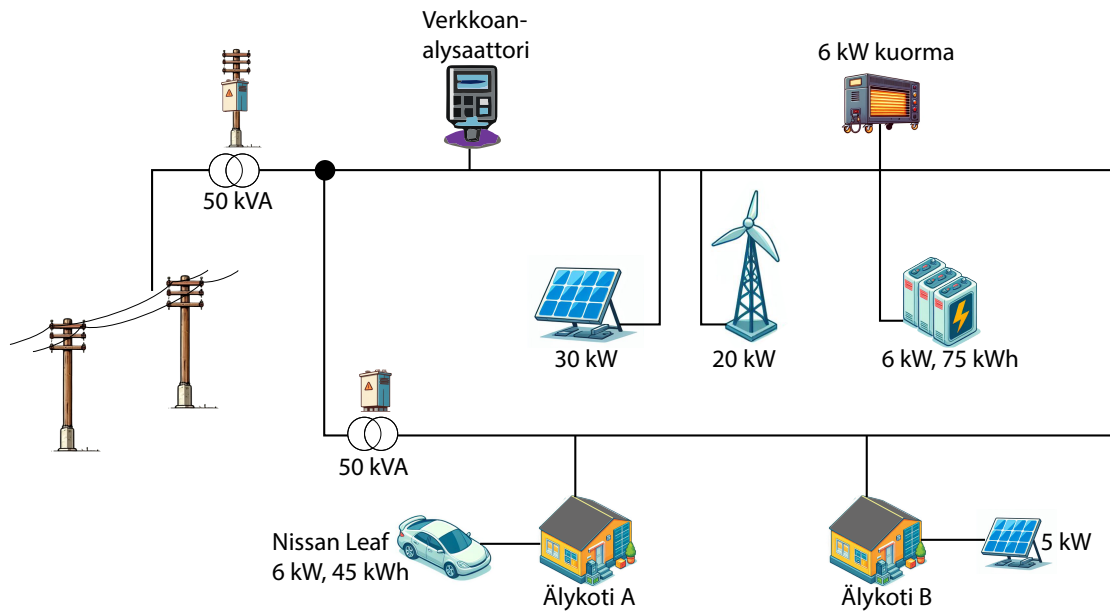 Verkkoan-
alysaattori
6 kW kuorma
50 kVA
30 kW
20 kW
6 kW, 75 kWh
50 kVA
Nissan Leaf
6 kW, 45 kWh
Älykoti A
Älykoti B
5 kW